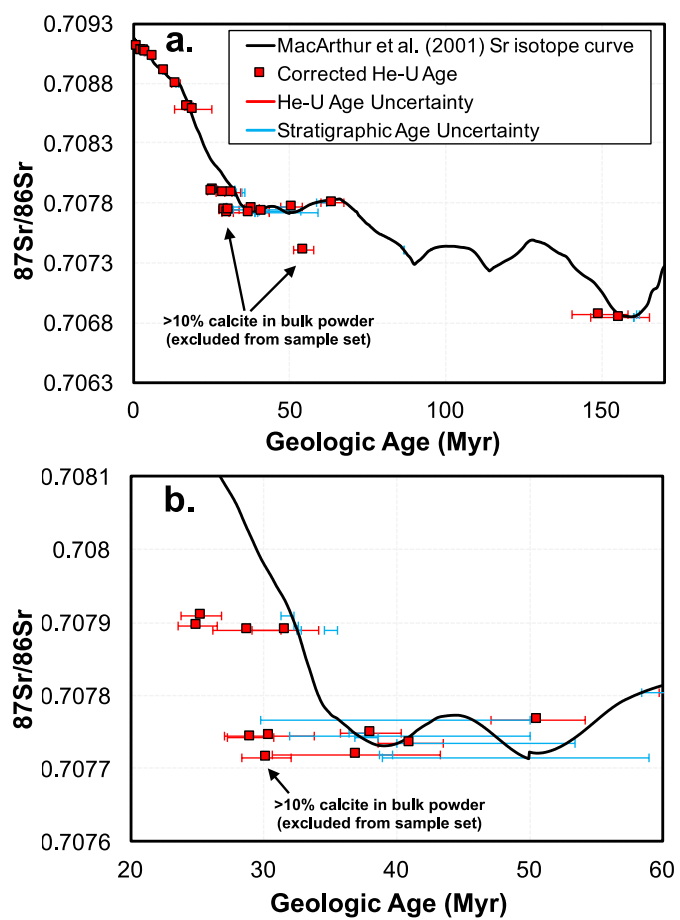 0.7093
0.7088
0.7083
0.7078
0.7073
0.7068
0.7063
87Sr/86Sr
a.
MacArthur et al. (2001) Sr isotope curve
Corrected He-U Age
He-U Age Uncertainty
Stratigraphic Age Uncertainty
>10% calcite in bulk powder
(excluded from sample set)
0
50
100
150
Geologic Age (Myr)
0.7081
0.708
0.7079
0.7078
0.7077
0.7076
87Sr/86Sr
b.
>10% calcite in bulk powder
(excluded from sample set)
20
30
40
50
60
Geologic Age (Myr)